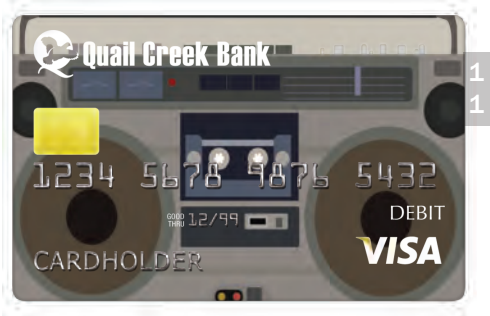 Quail Creek Bank
1
1
1234 5678 9876 5432
GOOD THRU 12/99
DEBIT
VISA
CARDHOLDER